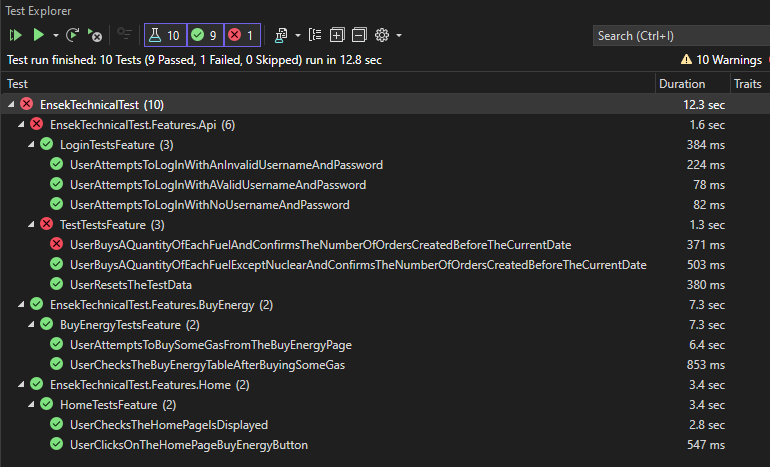 Test Explorer
10 9 1 Search (Ctrl+I)
Test run finished: 10 Tests (9 Passed, 1 Failed, 0 Skipped) run in 12.8 sec 10 Warnings
Test Duration Traits
EnsekTechnicalTest (10) 12.3 sec
EnsekTechnicalTest.Features.Api (6) 1.6 sec
LoginTestsFeature (3) 384 ms
UserAttemptsToLogInWithAnInvalidUsernameAndPassword 224 ms
UserAttemptsToLogInWithAValidUsernameAndPassword 78 ms
UserAttemptsToLogInWithNoUsernameAndPassword 82 ms
TestTestsFeature (3) 1.3 sec
UserBuysAQuantityOfEachFuelAndConfirmsTheNumberOfOrdersCreatedBeforeTheCurrentDate 371 ms
UserBuysAQuantityOfEachFuelExceptNuclearAndConfirmsTheNumberOfOrdersCreatedBeforeTheCurrentDate 503 ms
UserResetsTheTestData 380 ms
EnsekTechnicalTest.Features.BuyEnergy (2) 7.3 sec
BuyEnergyTestsFeature (2) 7.3 sec
UserAttemptsToBuySomeGasFromTheBuyEnergyPage 6.4 sec
UserChecksTheBuyEnergyTableAfterBuyingSomeGas 853 ms
EnsekTechnicalTest.Features.Home (2) 3.4 sec
HomeTestsFeature (2) 3.4 sec
UserChecksTheHomePageIsDisplayed 2.8 sec
UserClicksOnTheHomePageBuyEnergyButton 547 ms